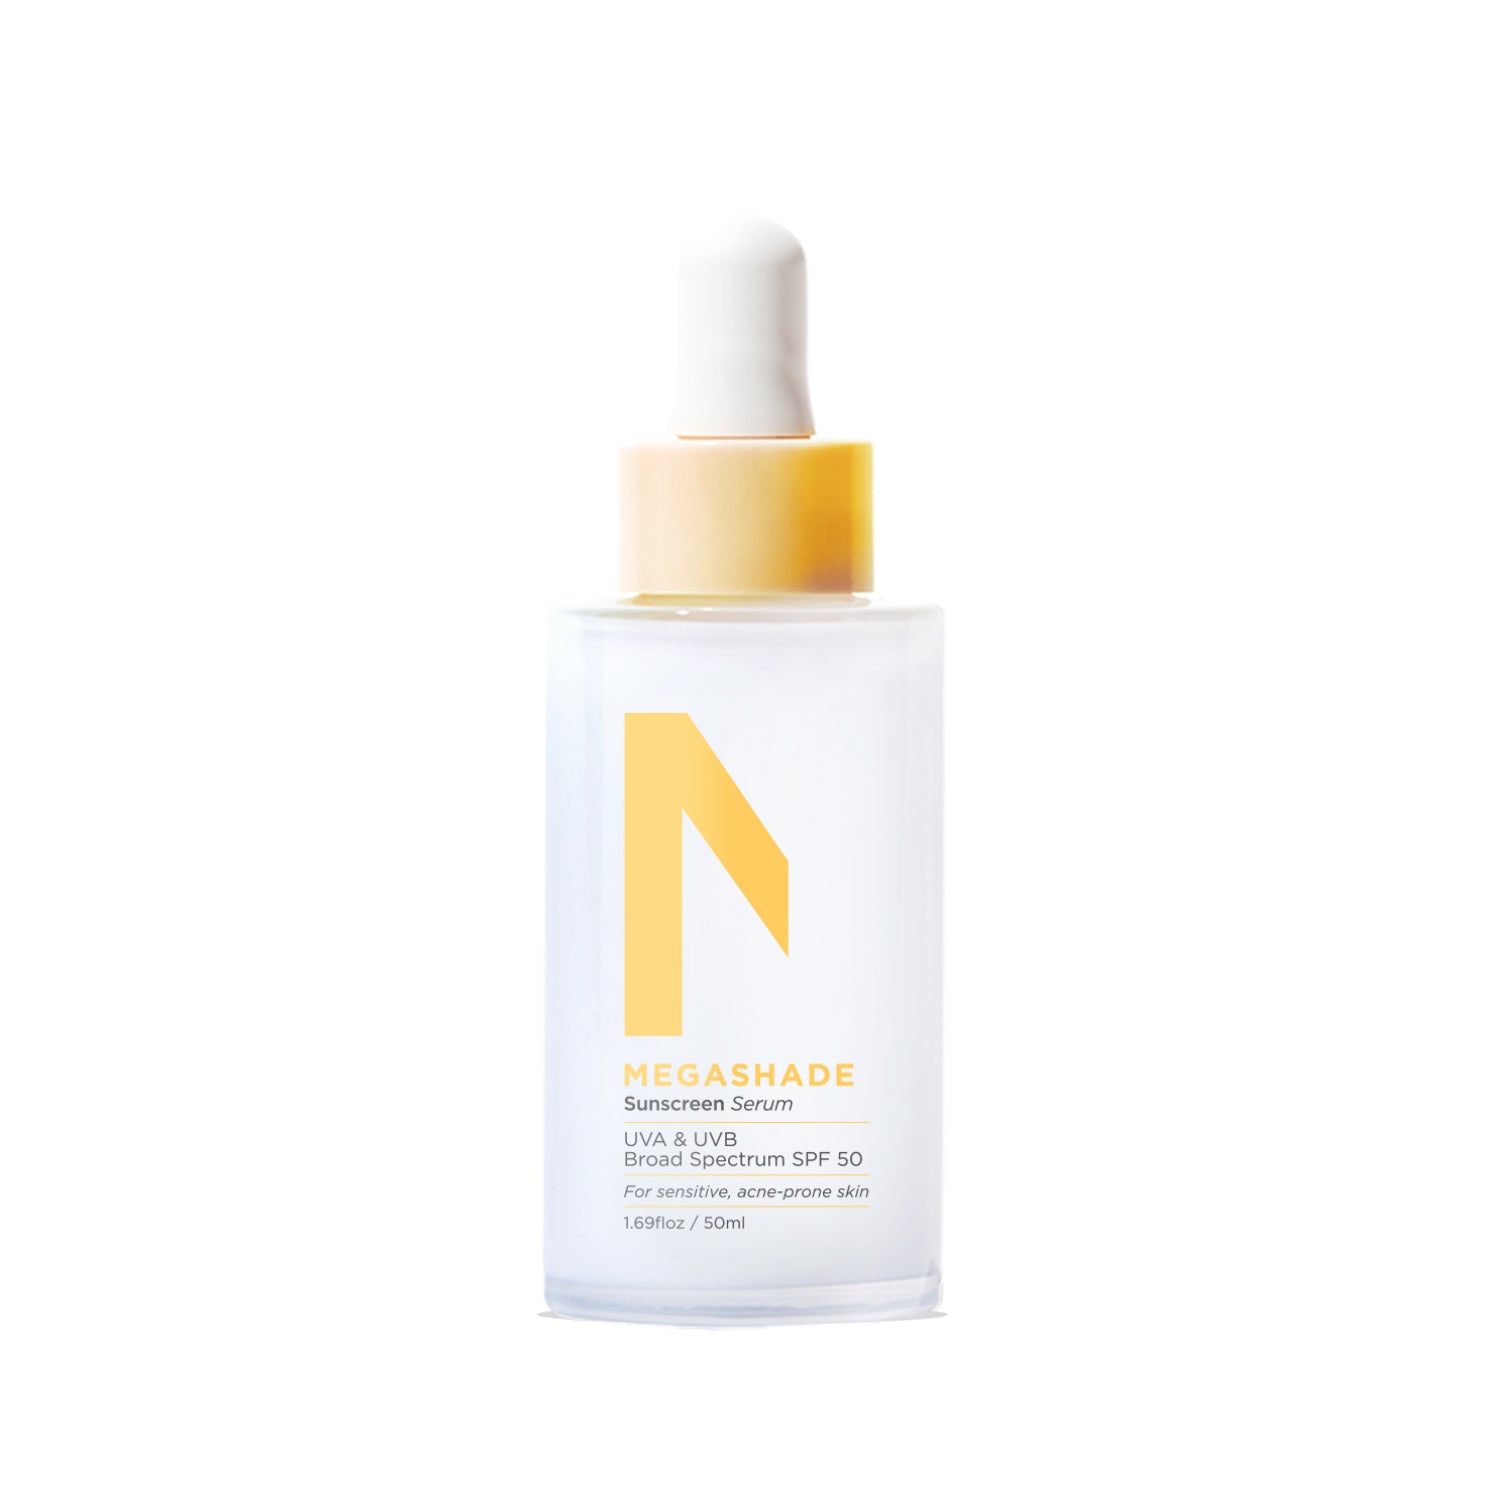 N
MEGASHADE
Sunscreen Serum
UVA & UVB
Broad Spectrum SPF 50
For sensitive, acne-prone skin
1.69floz / 50ml